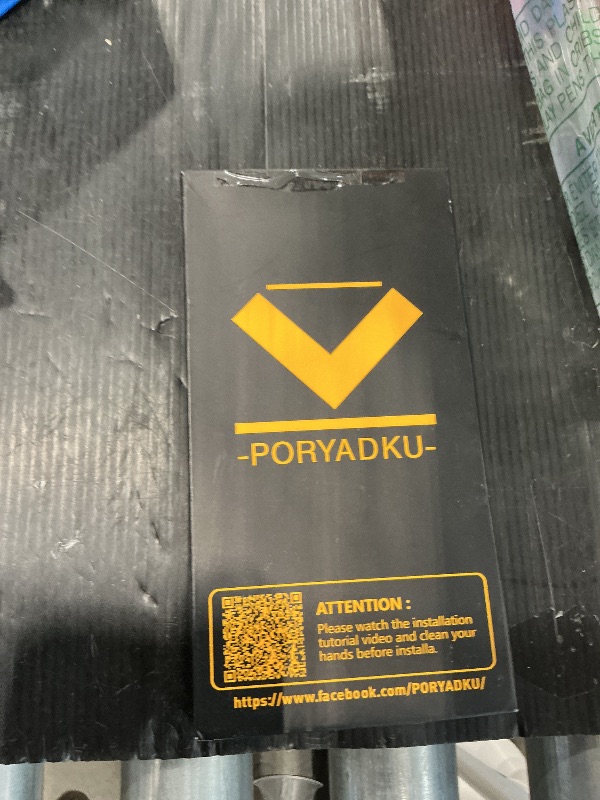 -PORYADKU-
ATTENTION :
Please watch the installation
tutorial video and clean your
hands before installa.
https://www.facebook.com/PORYADKU/